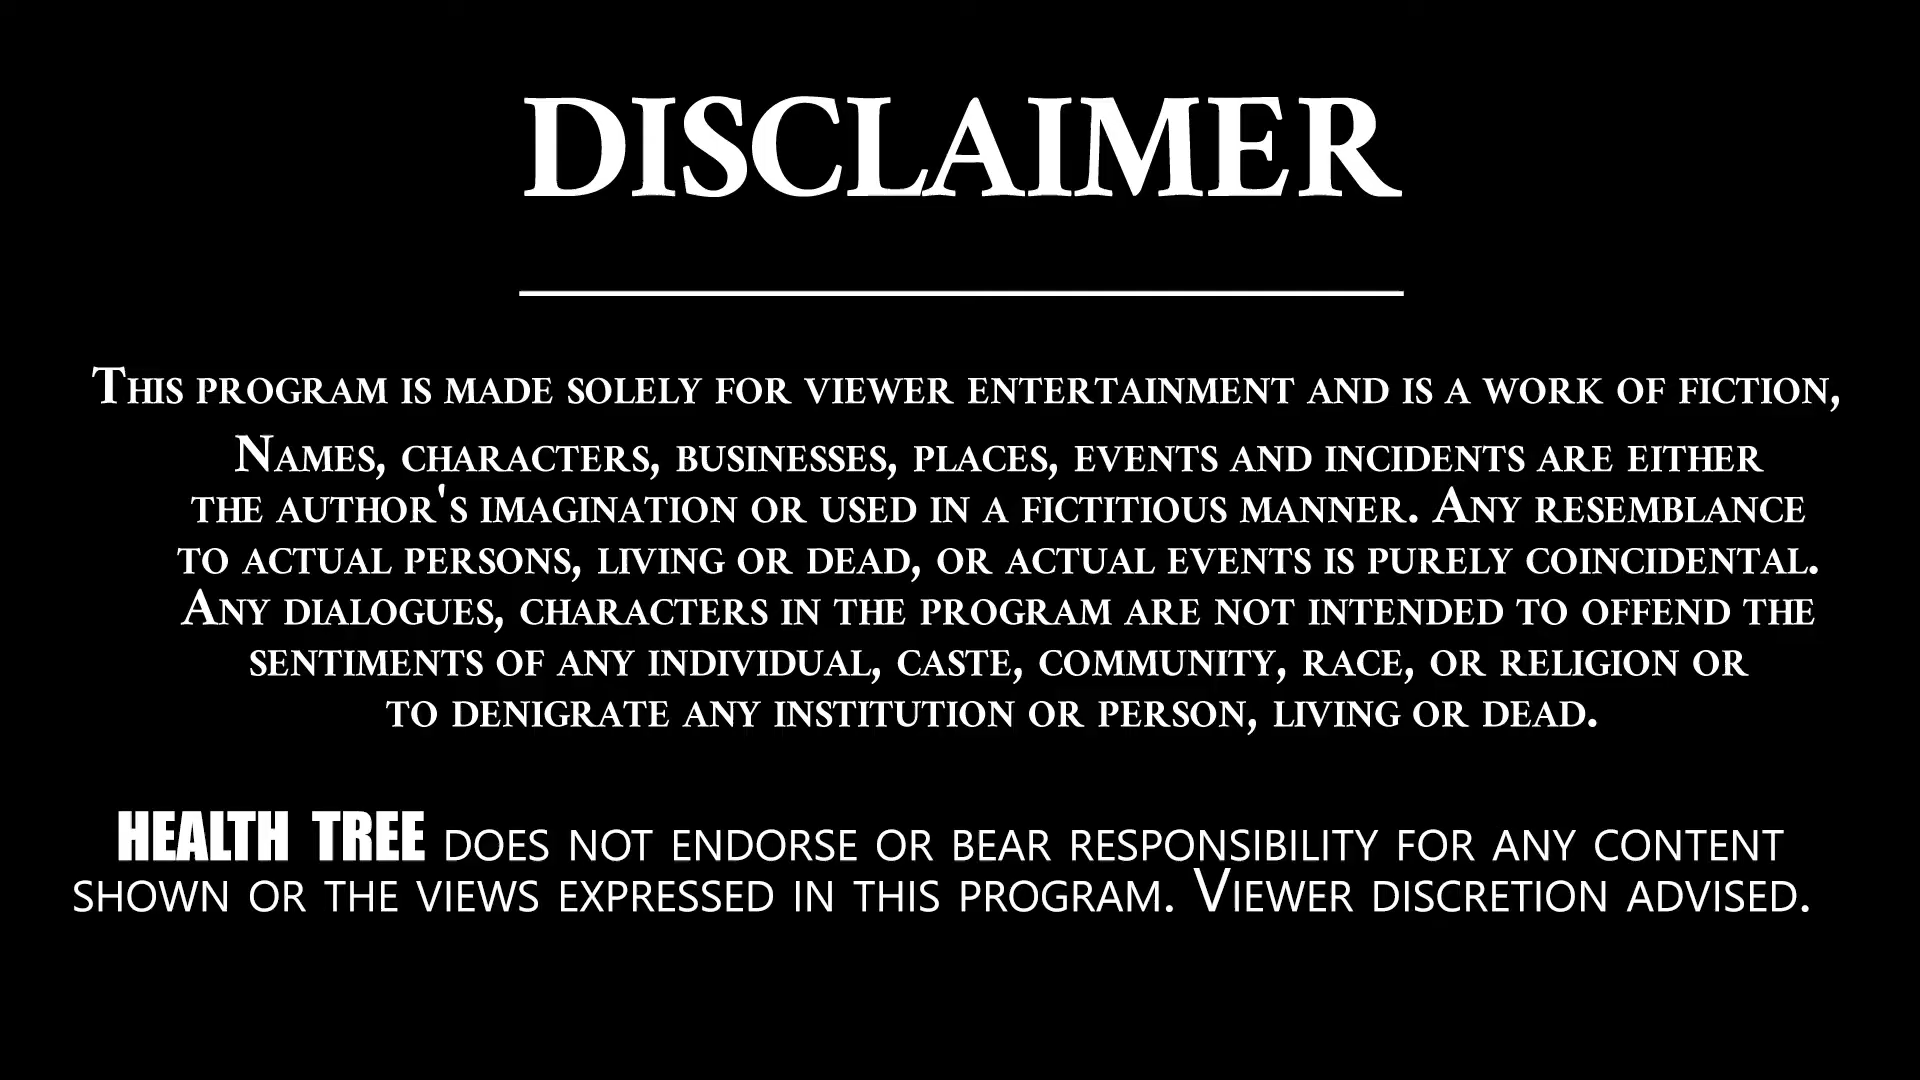 DISCLAIMER
This program is made solely for viewer entertainment and is a work of fiction,
Names, characters, businesses, places, events and incidents are either
the author's imagination or used in a fictitious manner. Any resemblance
to actual persons, living or dead, or actual events is purely coincidental.
Any dialogues, characters in the program are not intended to offend the
sentiments of any individual, caste, community, race, or religion or
to denigrate any institution or person, living or dead.
HEALTH TREE does not endorse or bear responsibility for any content
shown or the views expressed in this program. Viewer discretion advised.